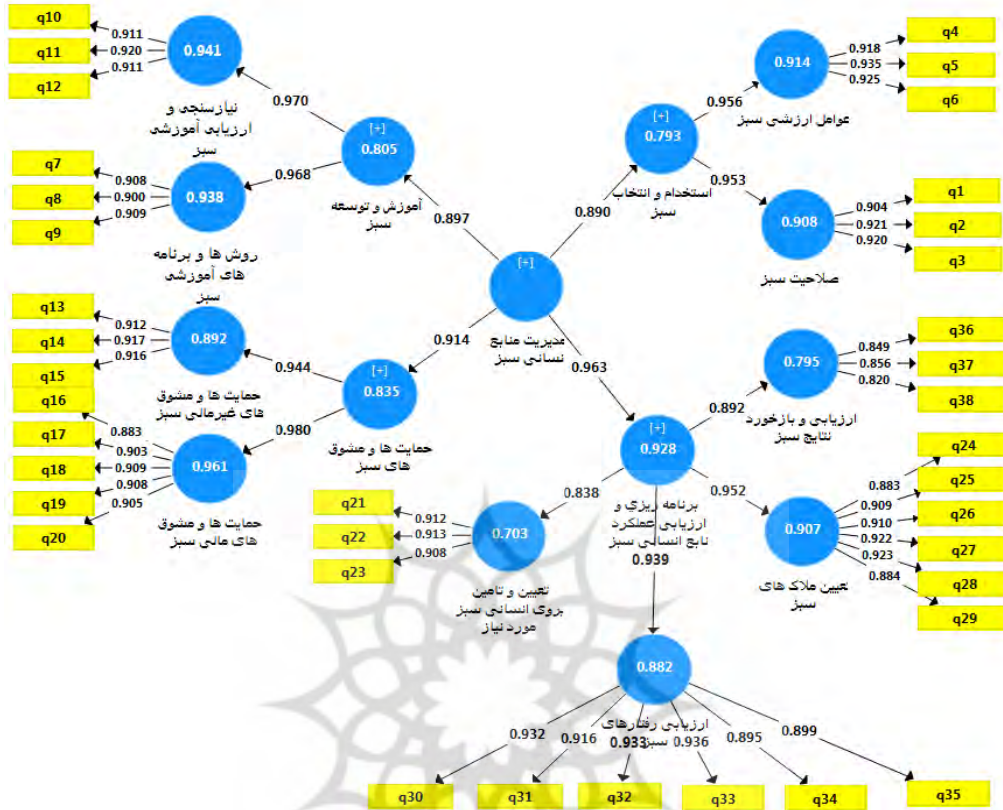 q10
q11
q12
0.911
0.920
0.911
0.941
نیازسنجی و
ارزیابی آموزشی
سبز
q7
q8
q9
0.908
0.900
0.909
0.938
روش ها و برنامه
های آموزشی
سبز
0.970
0.968
[+]
0.805
آموزش و توسعه
سبز
0.897
q4
q5
q6
0.918
0.935
0.925
0.914
عوامل ارزشی سبز
0.956
0.953
[+]
0.793
استخدام و انتخاب
سبز
0.890
q1
q2
q3
0.904
0.921
0.920
0.908
صلاحیت سبز
[+]
مدیریت منابع
نسانی سبز
q13
q14
q15
0.912
0.917
0.916
0.892
حمایت ها و مشوق
های غیرمالی سبز
0.944
0.980
[+]
0.835
حمایت ها و مشوق
های سبز
0.914
q16
q17
q18
q19
q20
0.883
0.903
0.909
0.908
0.905
0.961
حمایت ها و مشوق
های مالی سبز
0.963
[+]
0.928
برنامه ریزی و
ارزیابی عملکرد
نابع انسانی سبز
0.892
0.952
0.838
0.939
q36
q37
q38
0.849
0.856
0.820
0.795
ارزیابی و بازخورد
نتایج سبز
q24
q25
q26
q27
q28
q29
0.883
0.909
0.910
0.922
0.923
0.884
0.907
تعیین ملاک های
سبز
q21
q22
q23
0.912
0.913
0.908
0.703
تعیین و تامین
بروی انسانی سبز
مورد نیاز
0.882
ارزیابی رفتارهای
سبز
0.932
0.916
0.933
0.936
0.895
0.899
q30
q31
q32
q33
q34
q35